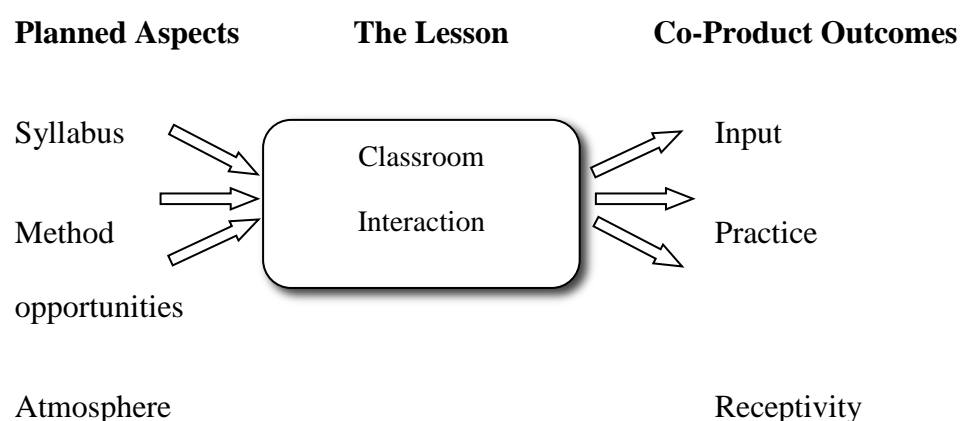 Planned Aspects The Lesson Co-Product Outcomes
Syllabus Input
Classroom
Interaction
Method Practice
opportunities
Atmosphere Receptivity